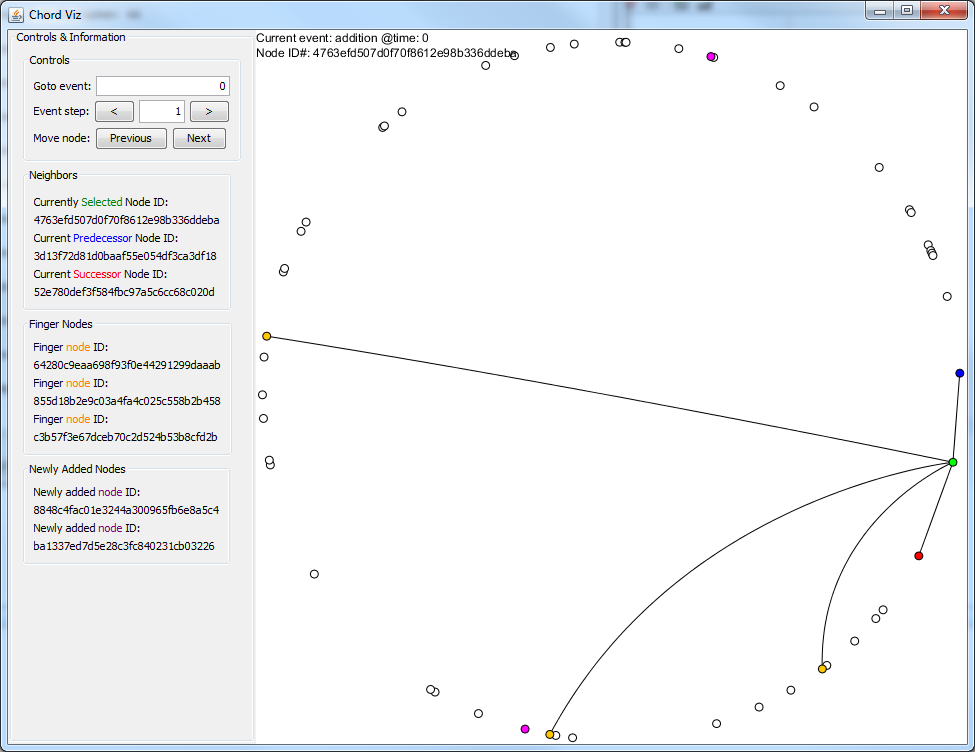 Chord Viz
Controls & Information
Controls
Goto event: 0
Event step: < 1 >
Move node: Previous Next
Neighbors
Currently Selected Node ID:
4763efd507d0f70f8612e98b336ddeba
Current Predecessor Node ID:
3d13f72d81d0baaf55e054df3ca3df18
Current Successor Node ID:
52e780def3f584fbc97a5c6cc68c020d
Finger Nodes
Finger node ID:
64280c9eaa698f93f0e44291299daaab
Finger node ID:
855d18b2e9c03a4fa4c025c558b2b458
Finger node ID:
c3b57f3e67dceb70c2d524b53b8cfd2b
Newly Added Nodes
Newly added node ID:
8848c4fac01e3244a300965fb6e8a5c4
Newly added node ID:
ba1337ed7d5e28c3fc840231cb03226
Current event: addition @time: 0
Node ID#: 4763efd507d0f70f8612e98b336ddeba